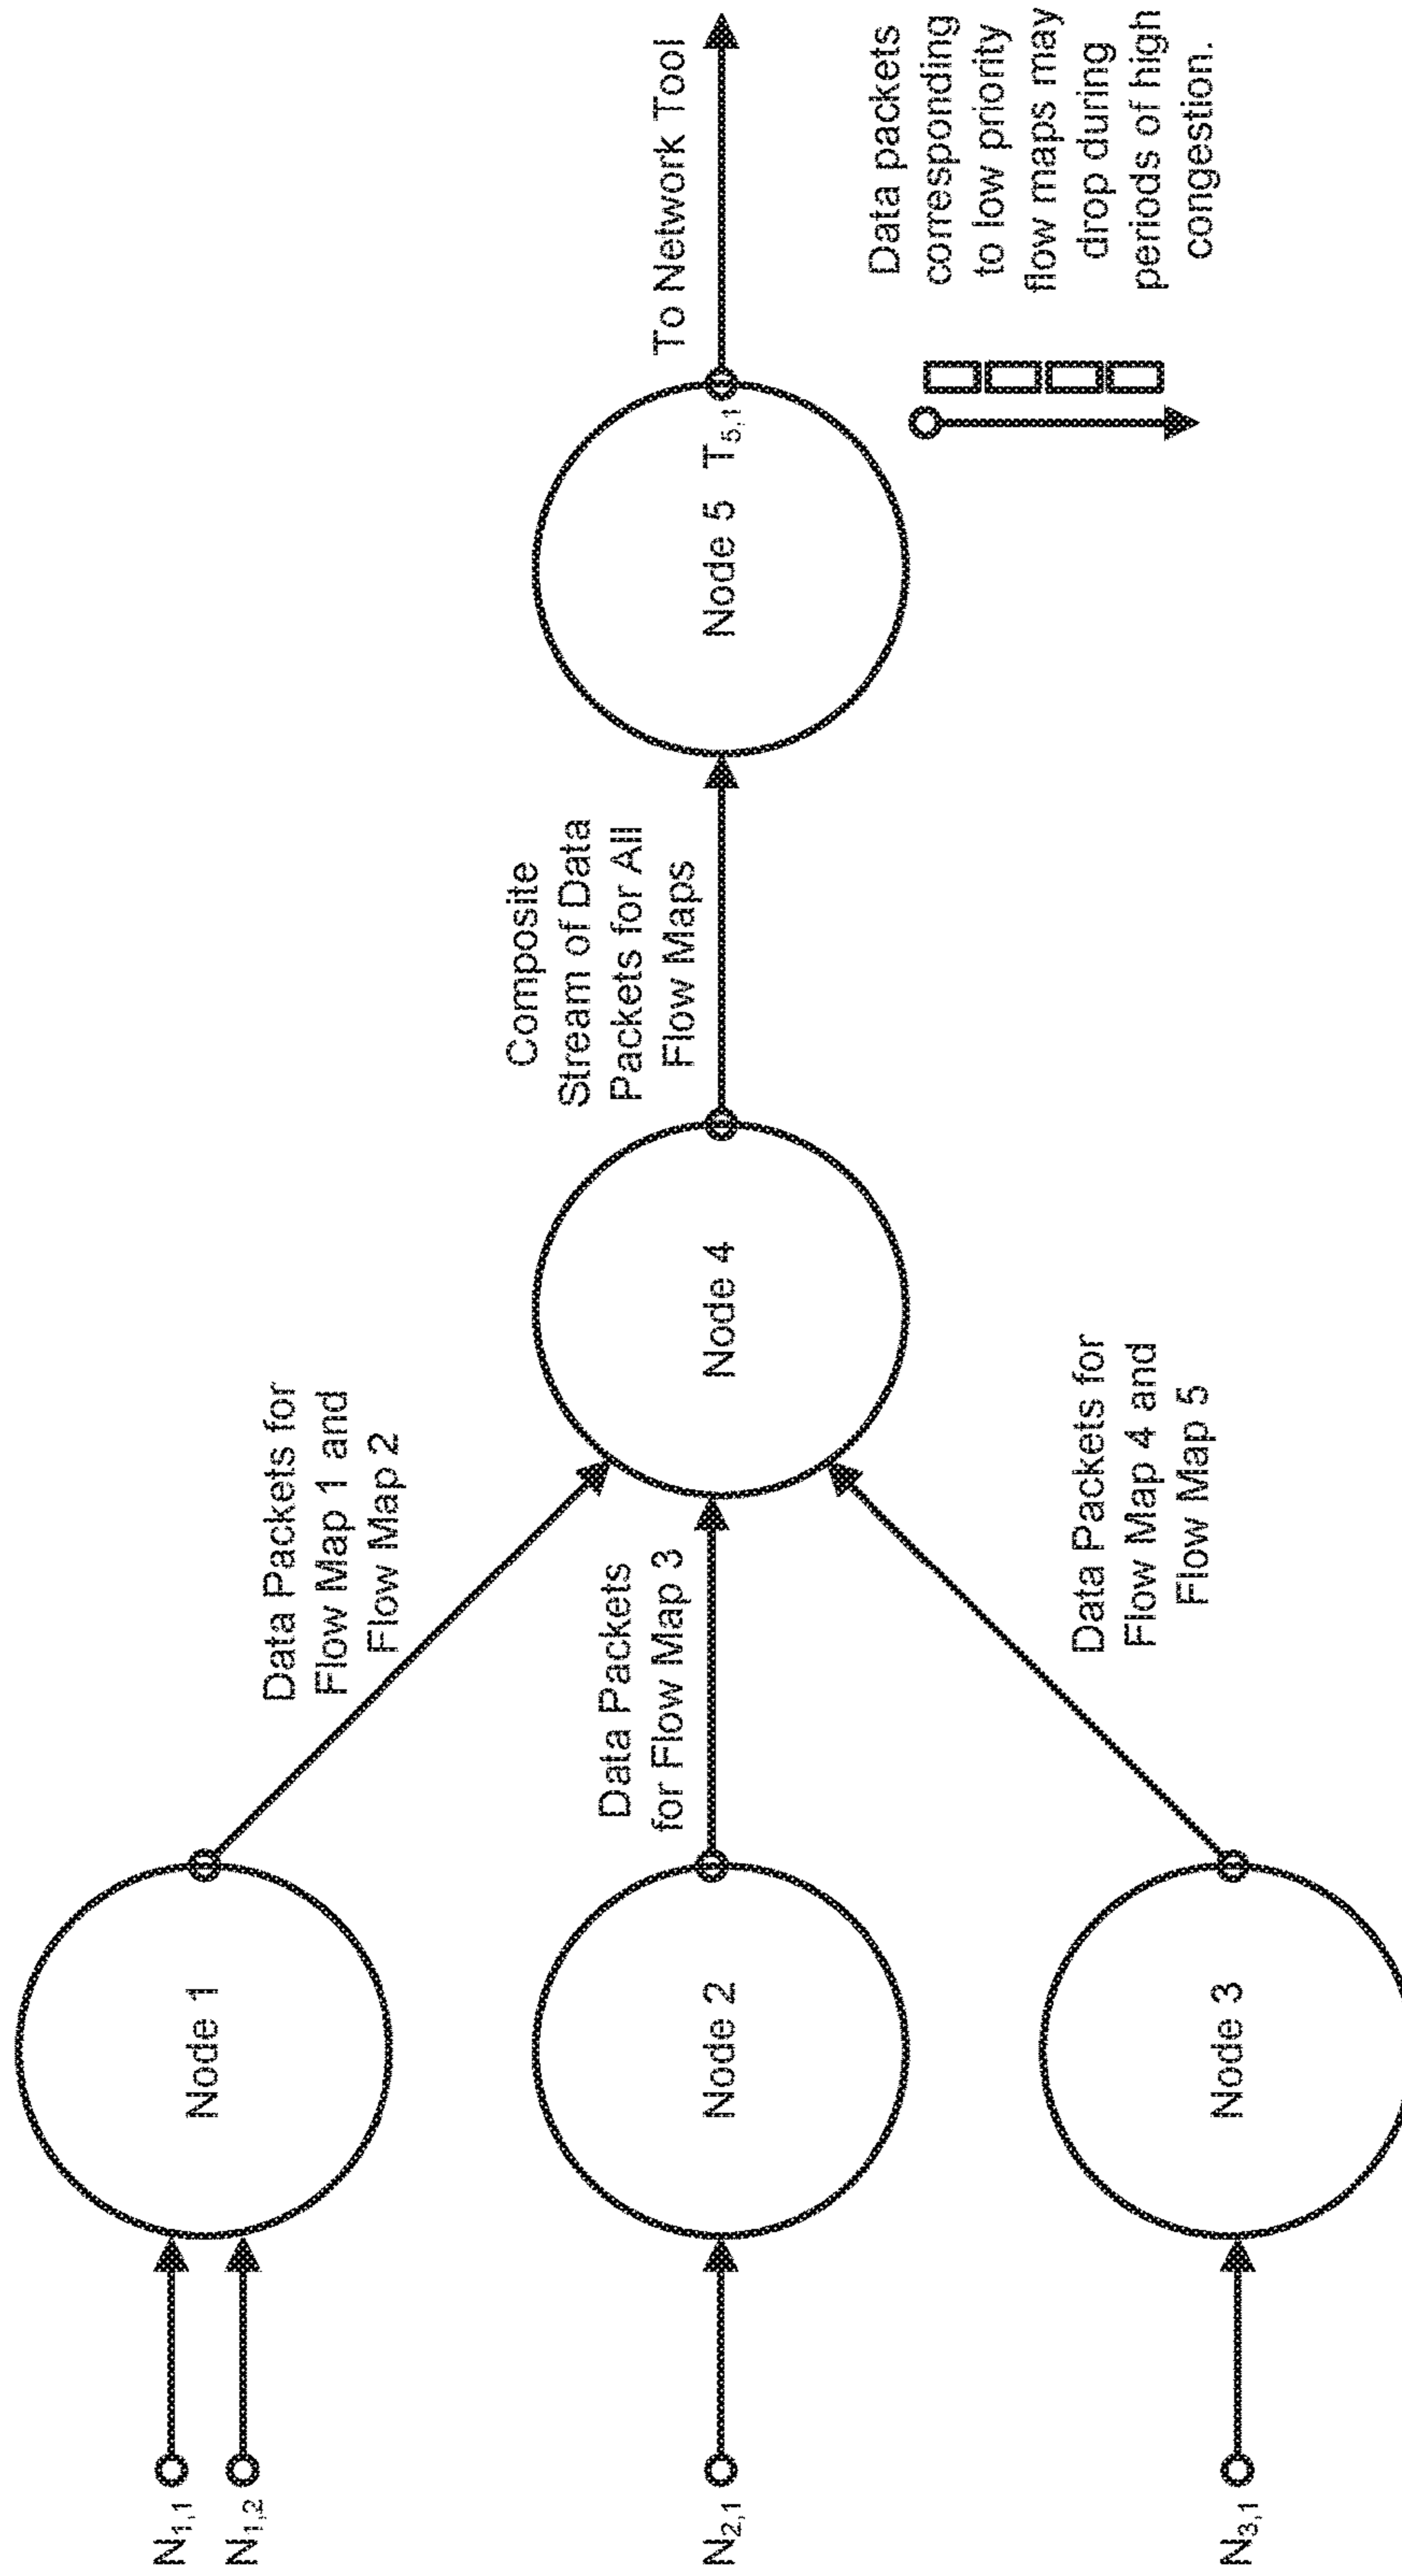 N1,1
N1,2
Node 1
Data Packets for
Flow Map 1 and
Flow Map 2
N2,1
Node 2
Data Packets
for Flow Map 3
N3,1
Node 3
Data Packets for
Flow Map 4 and
Flow Map 5
Node 4
Composite
Stream of Data
Packets for All
Flow Maps
Node 5
T5,1
To Network Tool
Data packets
corresponding
to low priority
flow maps may
drop during
periods of high
congestion.